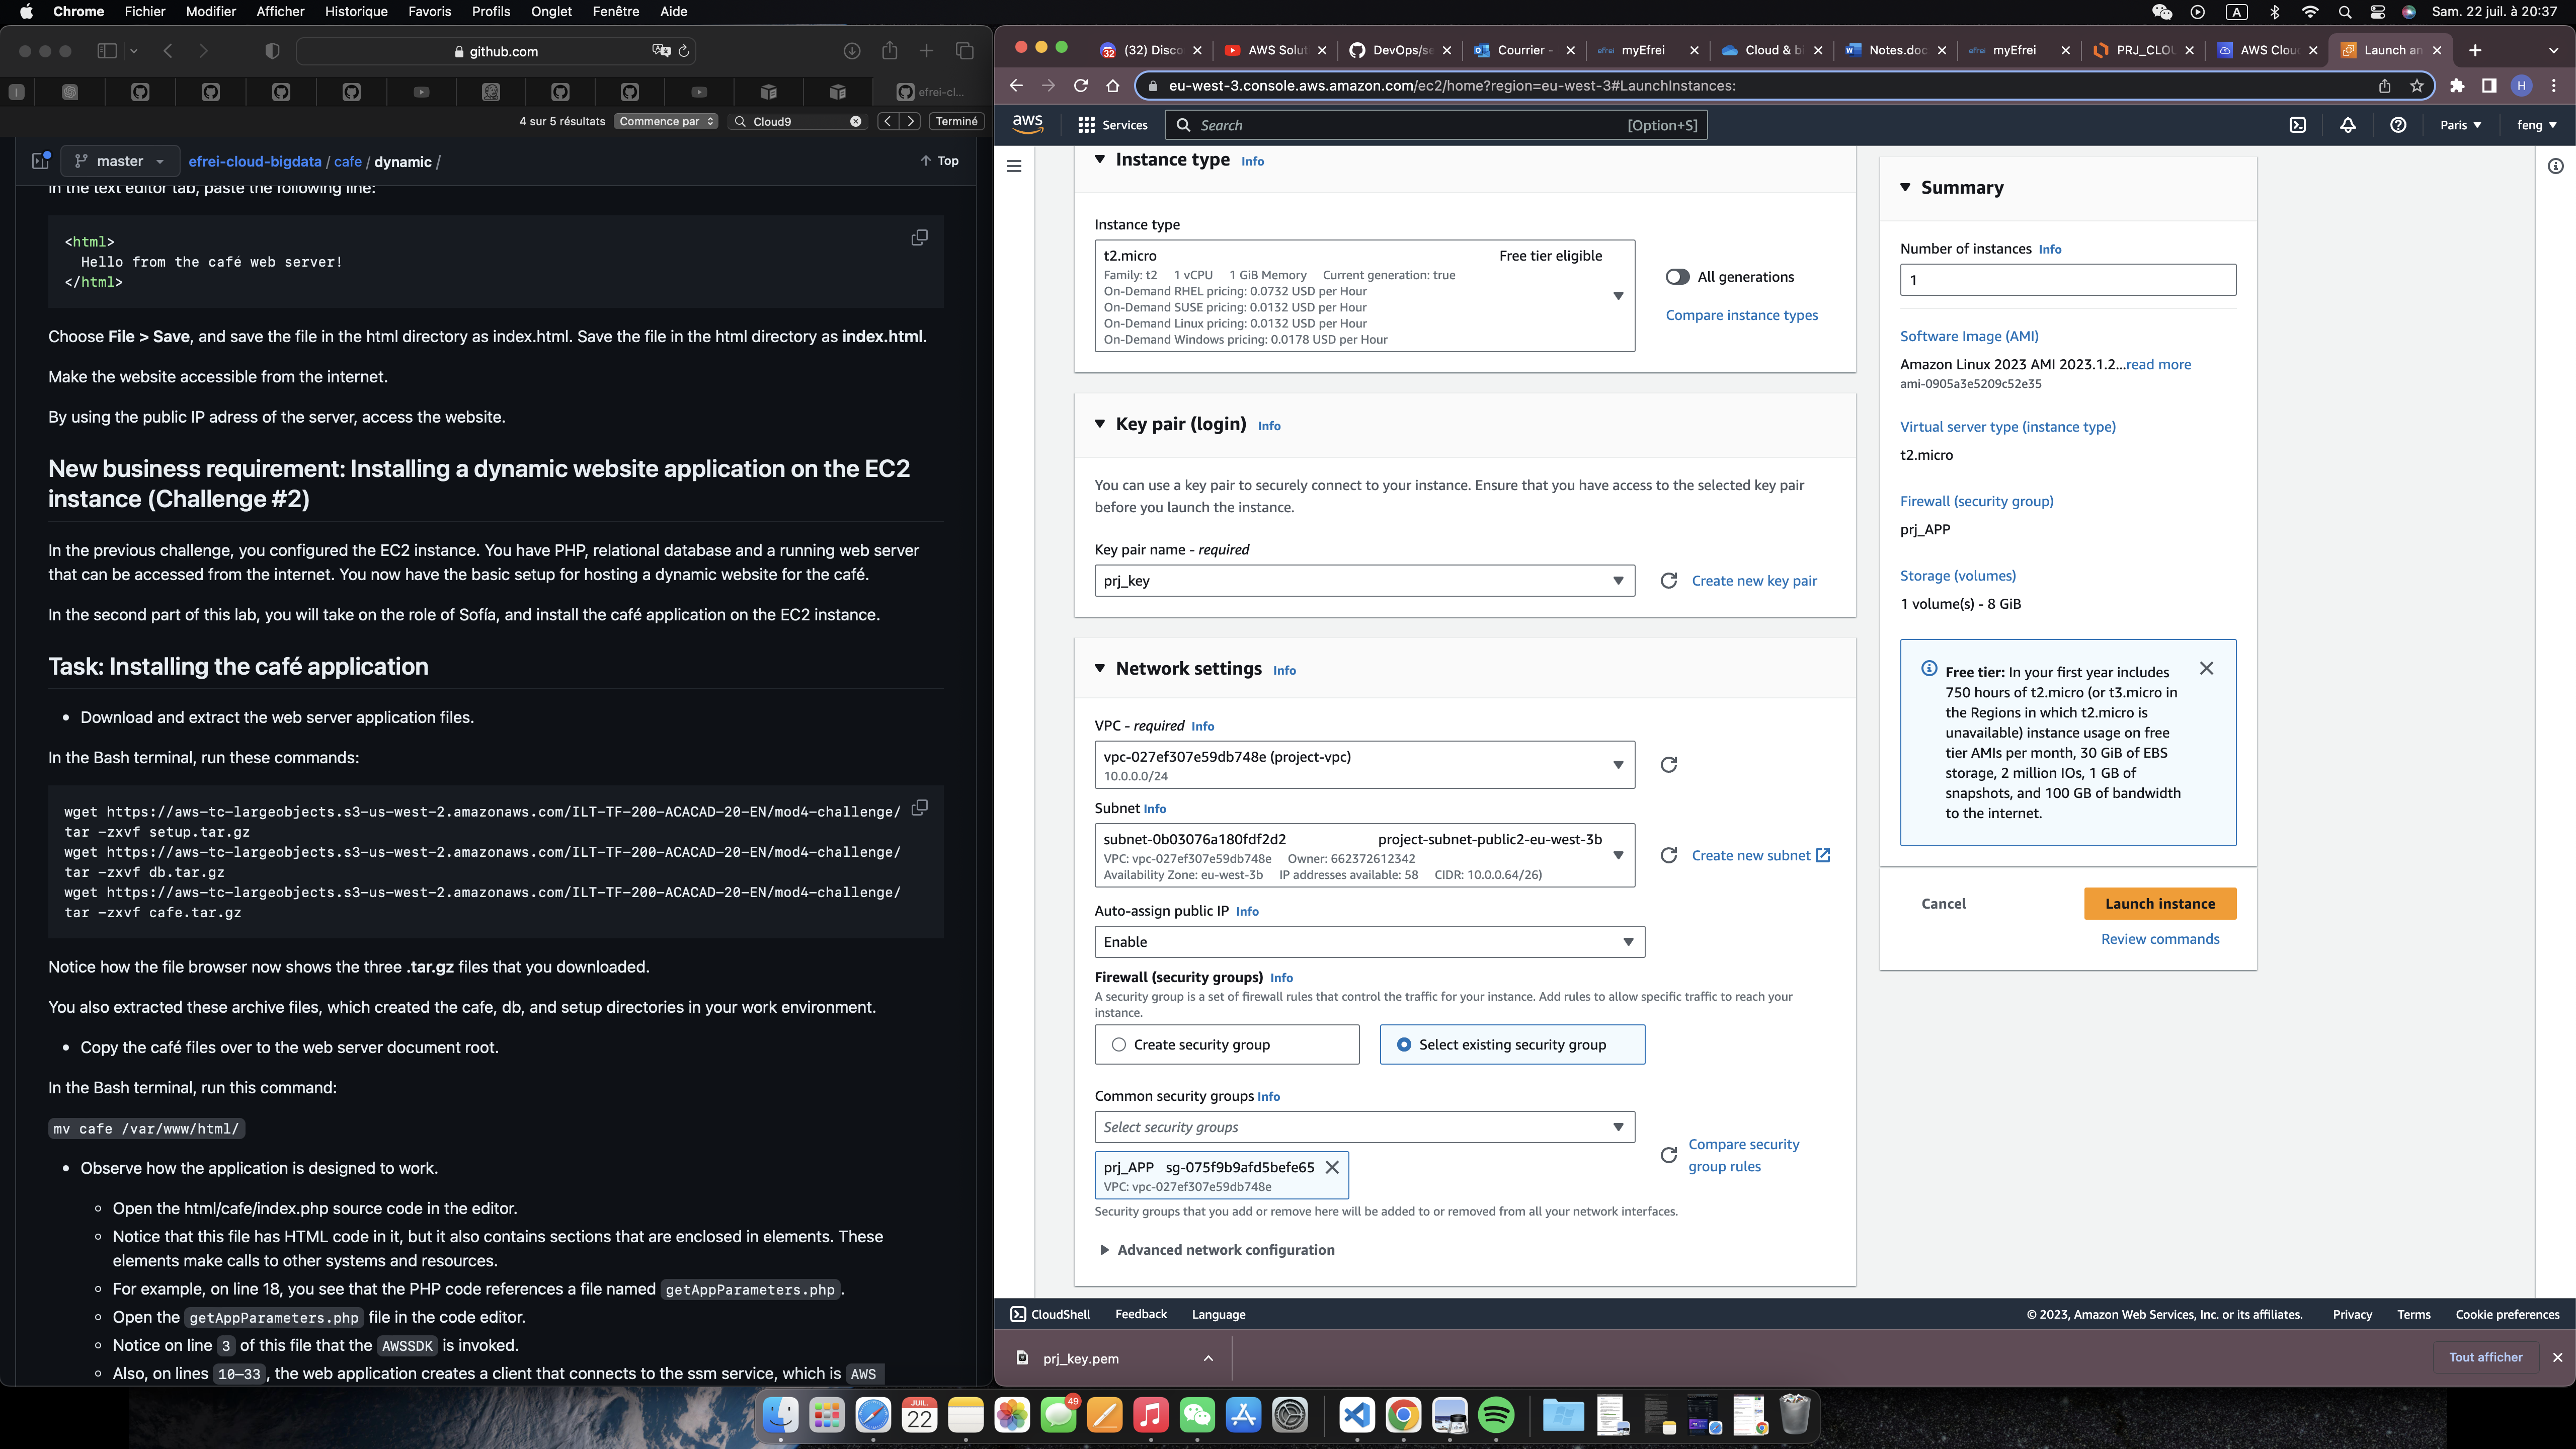 Chrome Fichier Modifier Afficher Historique Favoris Profils Onglet Fenêtre Aide
A Sam. 22 juil. à 20:37
github.com
efrei-cl...
4 sur 5 résultats Commence par Cloud9 Terminé
master efrei-cloud-bigdata / cafe / dynamic / Top
In the text editor tab, paste the following line:
<html>
Hello from the café web server!
</html>
Choose File > Save, and save the file in the html directory as index.html. Save the file in the html directory as index.html.
Make the website accessible from the internet.
By using the public IP adress of the server, access the website.
New business requirement: Installing a dynamic website application on the EC2
instance (Challenge #2)
In the previous challenge, you configured the EC2 instance. You have PHP, relational database and a running web server
that can be accessed from the internet. You now have the basic setup for hosting a dynamic website for the café.
In the second part of this lab, you will take on the role of Sofía, and install the café application on the EC2 instance.
Task: Installing the café application
• Download and extract the web server application files.
In the Bash terminal, run these commands:
wget https://aws-tc-largeobjects.s3-us-west-2.amazonaws.com/ILT-TF-200-ACACAD-20-EN/mod4-challenge/
tar -zxvf setup.tar.gz
wget https://aws-tc-largeobjects.s3-us-west-2.amazonaws.com/ILT-TF-200-ACACAD-20-EN/mod4-challenge/
tar -zxvf db.tar.gz
wget https://aws-tc-largeobjects.s3-us-west-2.amazonaws.com/ILT-TF-200-ACACAD-20-EN/mod4-challenge/
tar -zxvf cafe.tar.gz
Notice how the file browser now shows the three .tar.gz files that you downloaded.
You also extracted these archive files, which created the cafe, db, and setup directories in your work environment.
• Copy the café files over to the web server document root.
In the Bash terminal, run this command:
mv cafe /var/www/html/
• Observe how the application is designed to work.
Open the html/cafe/index.php source code in the editor.
Notice that this file has HTML code in it, but it also contains sections that are enclosed in elements. These
elements make calls to other systems and resources.
For example, on line 18, you see that the PHP code references a file named getAppParameters.php.
Open the getAppParameters.php file in the code editor.
Notice on line 3 of this file that the AWSSDK is invoked.
Also, on lines 10–33, the web application creates a client that connects to the ssm service, which is AWS
(32) Disco AWS Solut DevOps/se Courrier - myEfrei Cloud & bi Notes.doc myEfrei PRJ_CLOU AWS Clou Launch an
eu-west-3.console.aws.amazon.com/ec2/home?region=eu-west-3#LaunchInstances: H
aws Services Search [Option+S] Paris feng
Instance type Info
Instance type
t2.micro Free tier eligible
Family: t2 1 vCPU 1 GiB Memory Current generation: true
On-Demand RHEL pricing: 0.0732 USD per Hour
On-Demand SUSE pricing: 0.0132 USD per Hour
On-Demand Linux pricing: 0.0132 USD per Hour
On-Demand Windows pricing: 0.0178 USD per Hour
All generations
Compare instance types
Key pair (login) Info
You can use a key pair to securely connect to your instance. Ensure that you have access to the selected key pair
before you launch the instance.
Key pair name - required
prj_key Create new key pair
Network settings Info
VPC - required Info
vpc-027ef307e59db748e (project-vpc)
10.0.0.0/24
Subnet Info
subnet-0b03076a180fdf2d2 project-subnet-public2-eu-west-3b
VPC: vpc-027ef307e59db748e Owner: 662372612342
Availability Zone: eu-west-3b IP addresses available: 58 CIDR: 10.0.0.64/26)
Create new subnet
Auto-assign public IP Info
Enable
Firewall (security groups) Info
A security group is a set of firewall rules that control the traffic for your instance. Add rules to allow specific traffic to reach your
instance.
Create security group Select existing security group
Common security groups Info
Select security groups
prj_APP sg-075f9b9afd5befe65
VPC: vpc-027ef307e59db748e
Compare security
group rules
Security groups that you add or remove here will be added to or removed from all your network interfaces.
Advanced network configuration
Summary
Number of instances Info
1
Software Image (AMI)
Amazon Linux 2023 AMI 2023.1.2...read more
ami-0905a3e5209c52e35
Virtual server type (instance type)
t2.micro
Firewall (security group)
prj_APP
Storage (volumes)
1 volume(s) - 8 GiB
Free tier: In your first year includes
750 hours of t2.micro (or t3.micro in
the Regions in which t2.micro is
unavailable) instance usage on free
tier AMIs per month, 30 GiB of EBS
storage, 2 million IOs, 1 GB of
snapshots, and 100 GB of bandwidth
to the internet.
Cancel Launch instance
Review commands
CloudShell Feedback Language © 2023, Amazon Web Services, Inc. or its affiliates. Privacy Terms Cookie preferences
prj_key.pem Tout afficher
JUIL.
22
49